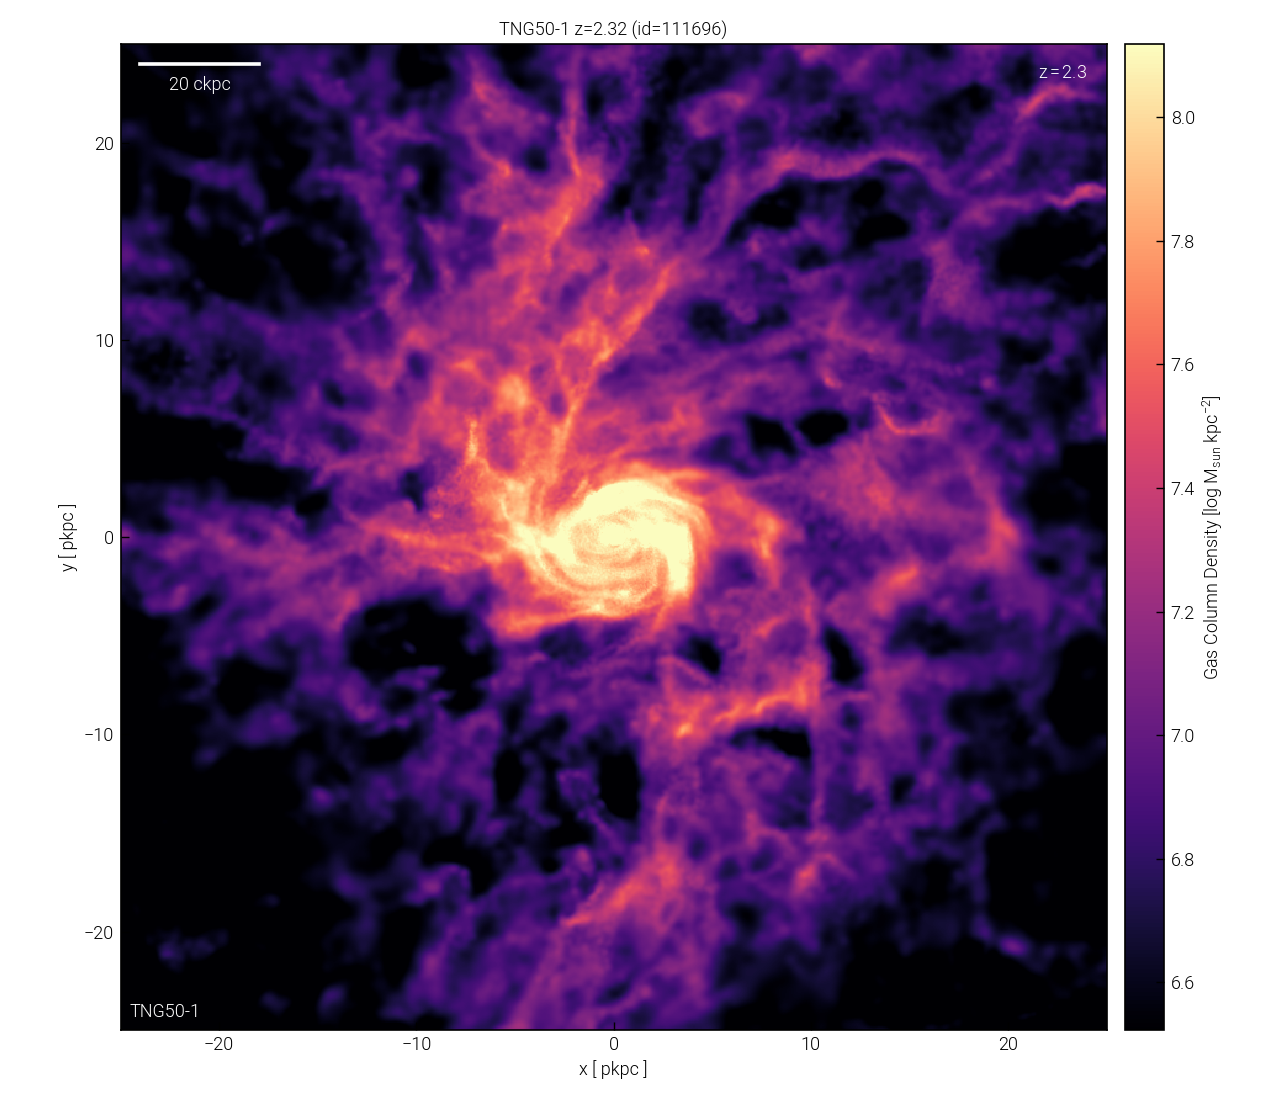 TNG50-1 z=2.32 (id=111696)
20 ckpc
z = 2.3
TNG50-1
20
10
0
−10
−20
y [ pkpc ]
−20
−10
0
10
20
x [ pkpc ]
8.0
7.8
7.6
7.4
7.2
7.0
6.8
6.6
Gas Column Density [log M_sun kpc⁻²]